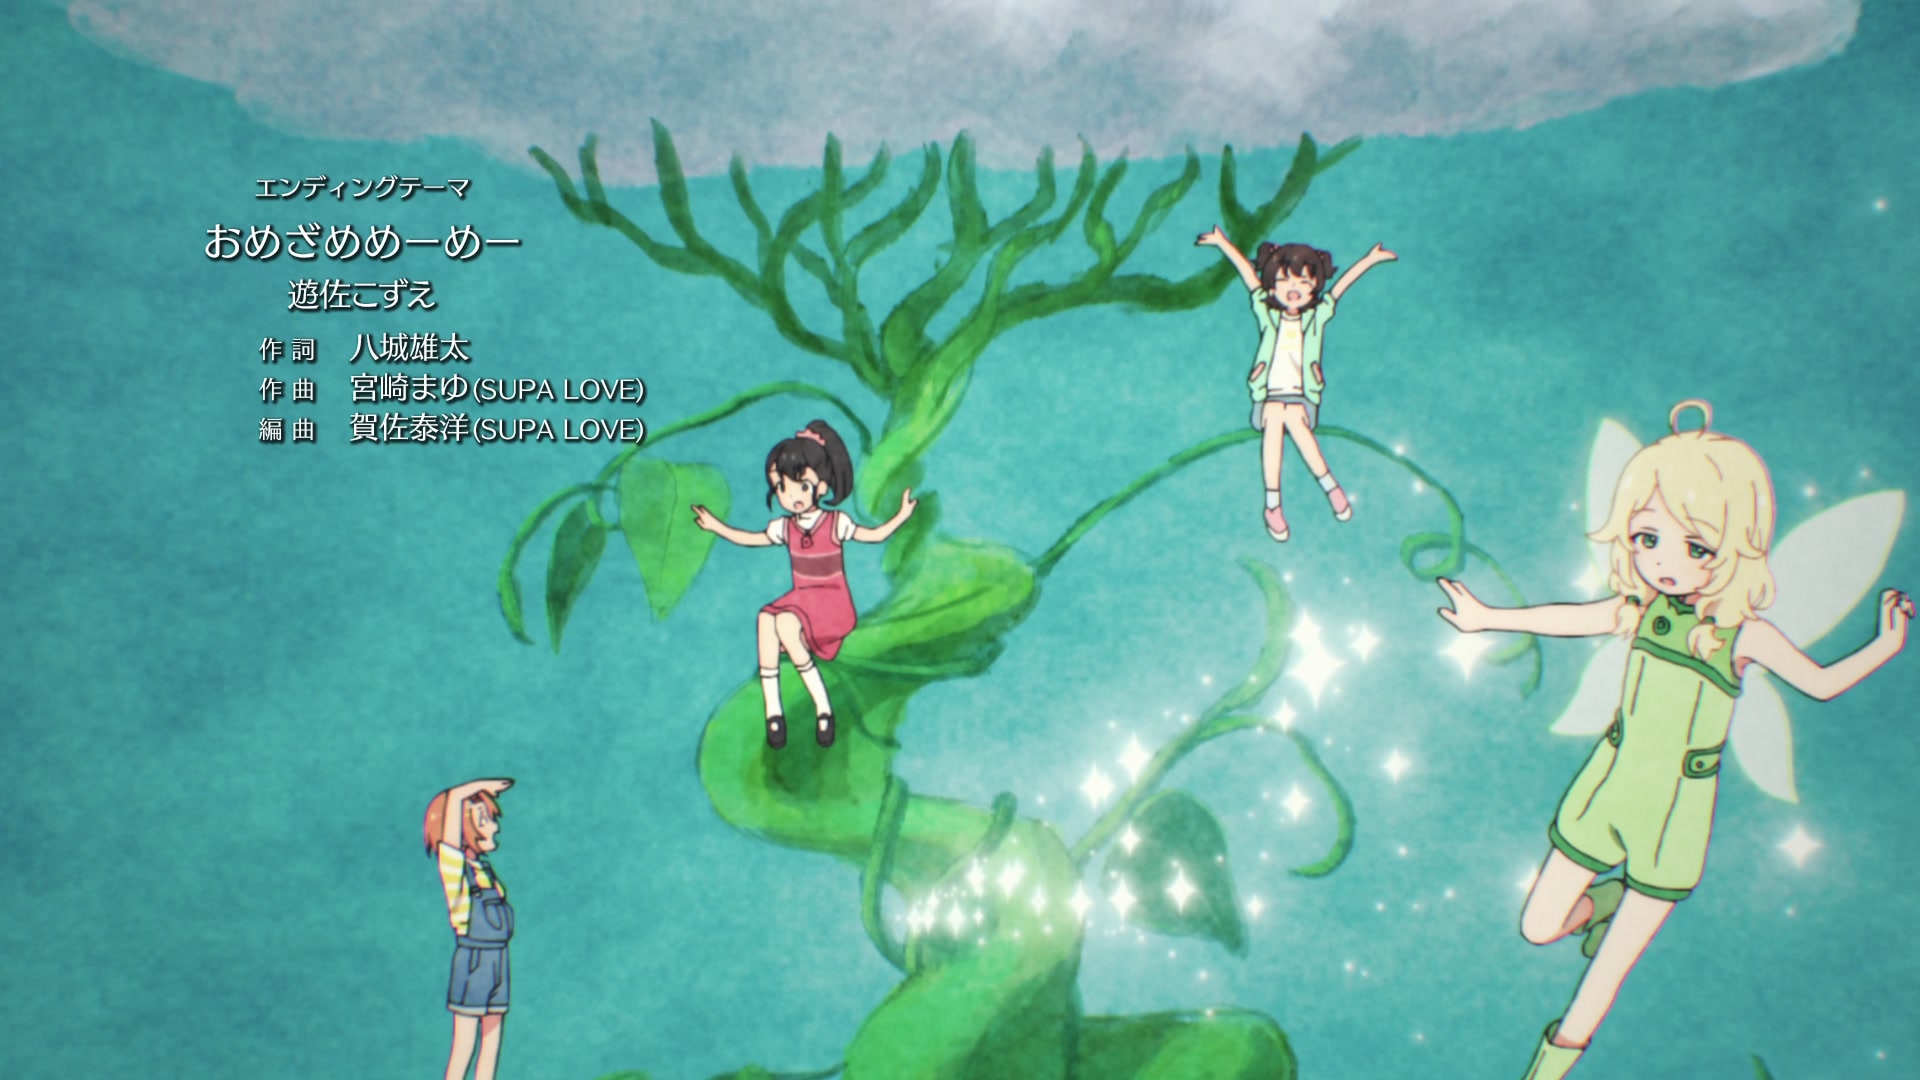 エンディングテーマ
おめざめめーめー
遊佐こずえ
作 詞 八城雄太
作 曲 宮崎まゆ(SUPA LOVE)
編 曲 賀佐泰洋(SUPA LOVE)